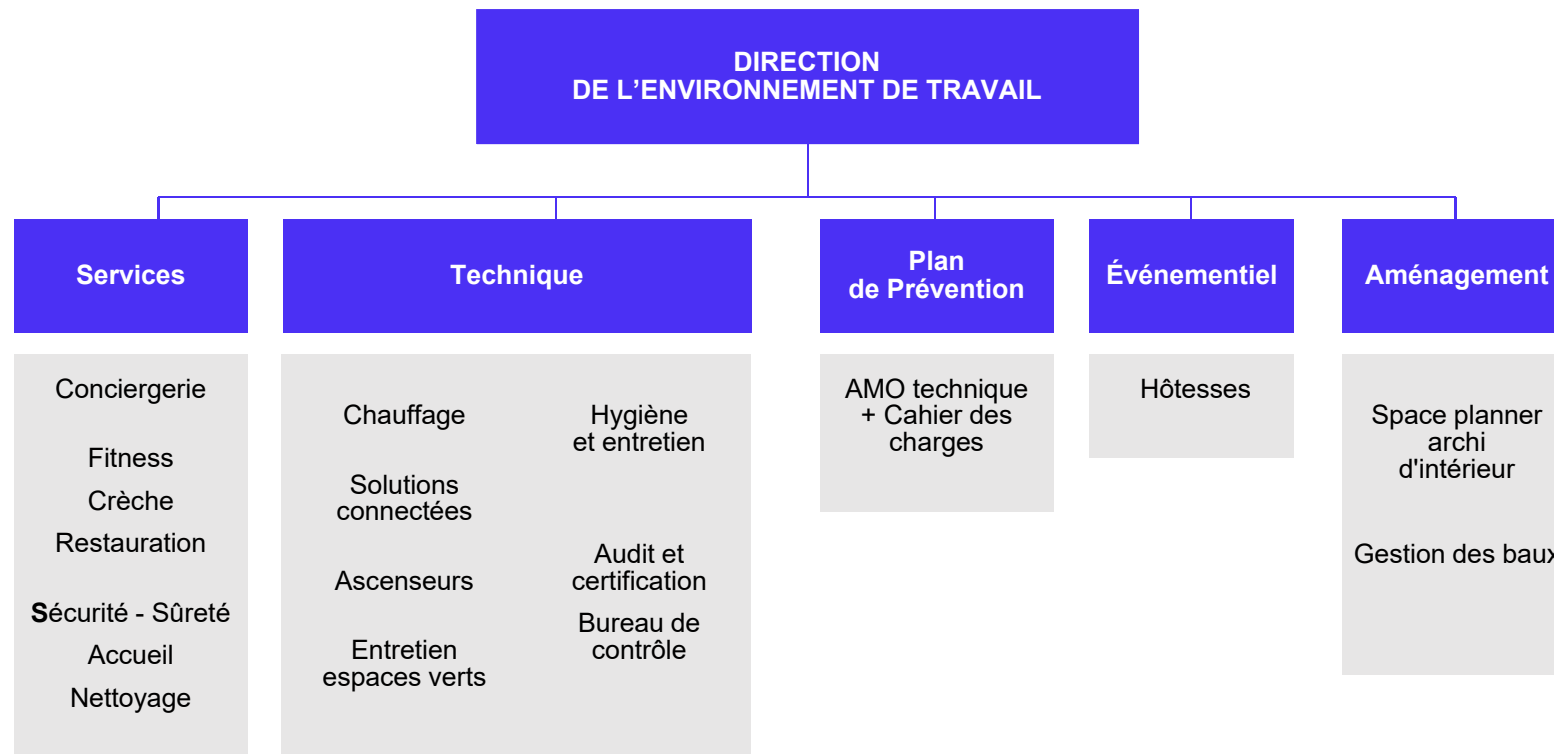 DIRECTION
DE L’ENVIRONNEMENT DE TRAVAIL
Services
Technique
Plan
de Prévention
Événementiel
Aménagement
Conciergerie
Fitness
Crèche
Restauration
Sécurité - Sûreté
Accueil
Nettoyage
Chauffage
Solutions
connectées
Ascenseurs
Entretien
espaces verts
Hygiène
et entretien
Audit et
certification
Bureau de
contrôle
AMO technique
+ Cahier des
charges
Hôtesses
Space planner
archi
d'intérieur
Gestion des baux